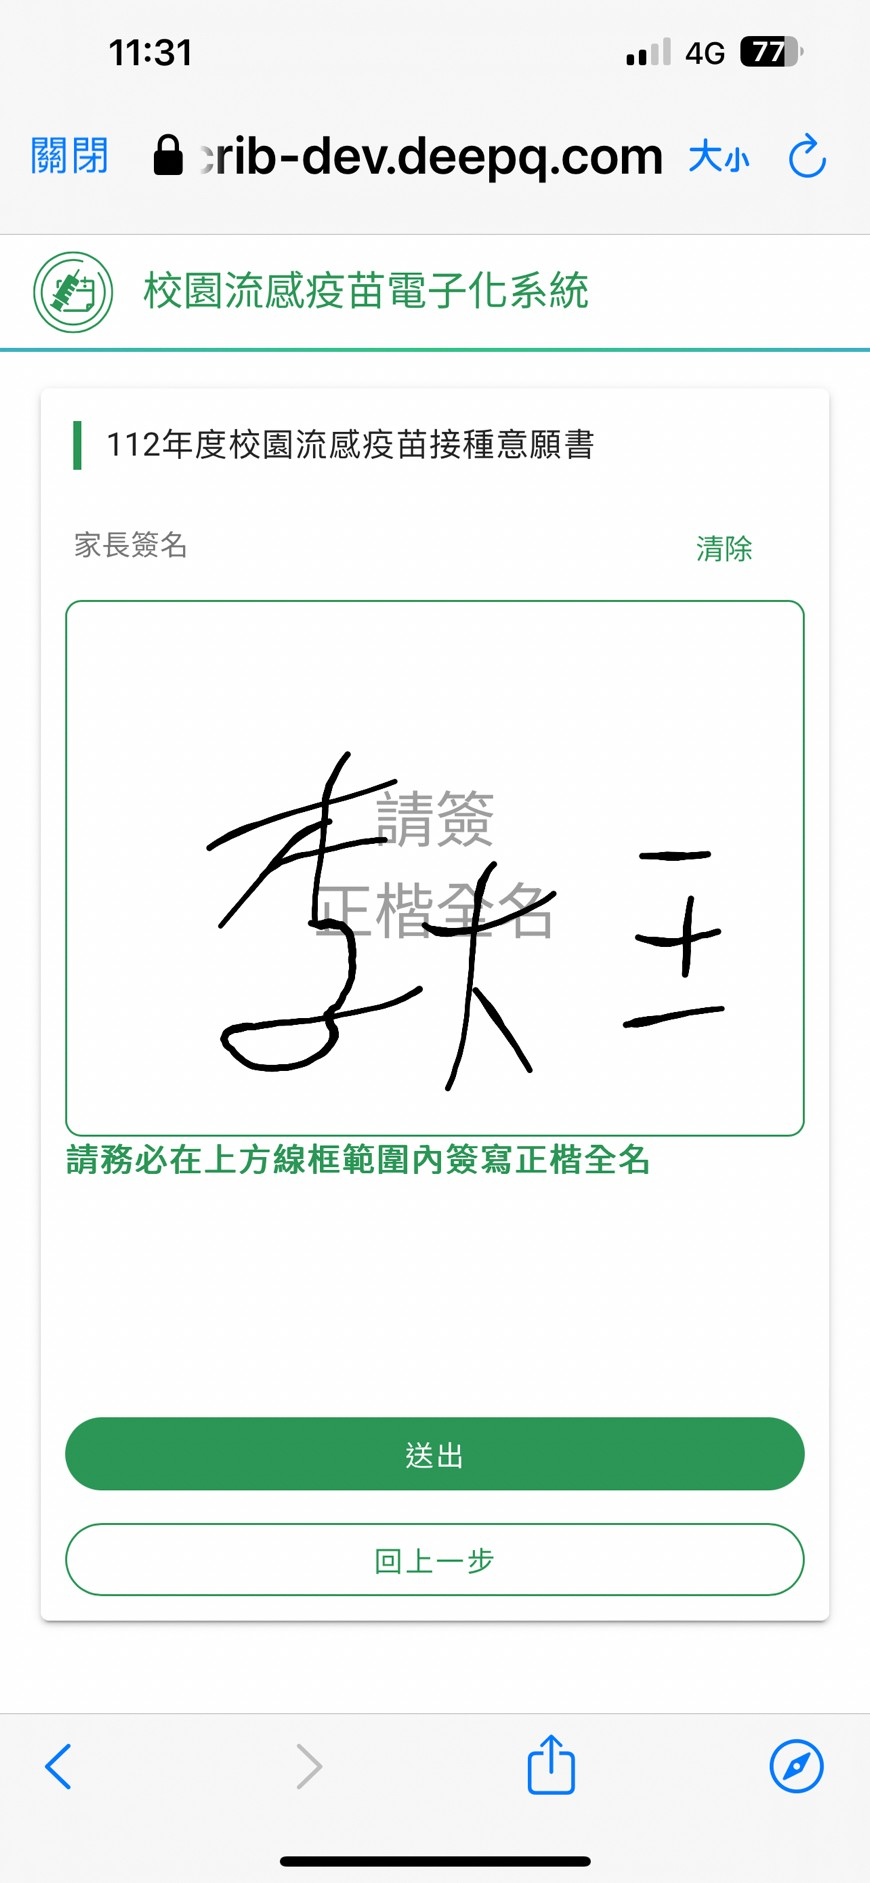 11:31 4G 77
關閉 crib-dev.deepq.com 大小
校園流感疫苗電子化系統
112年度校園流感疫苗接種意願書
家長簽名 清除
請簽
正楷全名
李大王
請務必在上方線框範圍內簽寫正楷全名
送出
回上一步